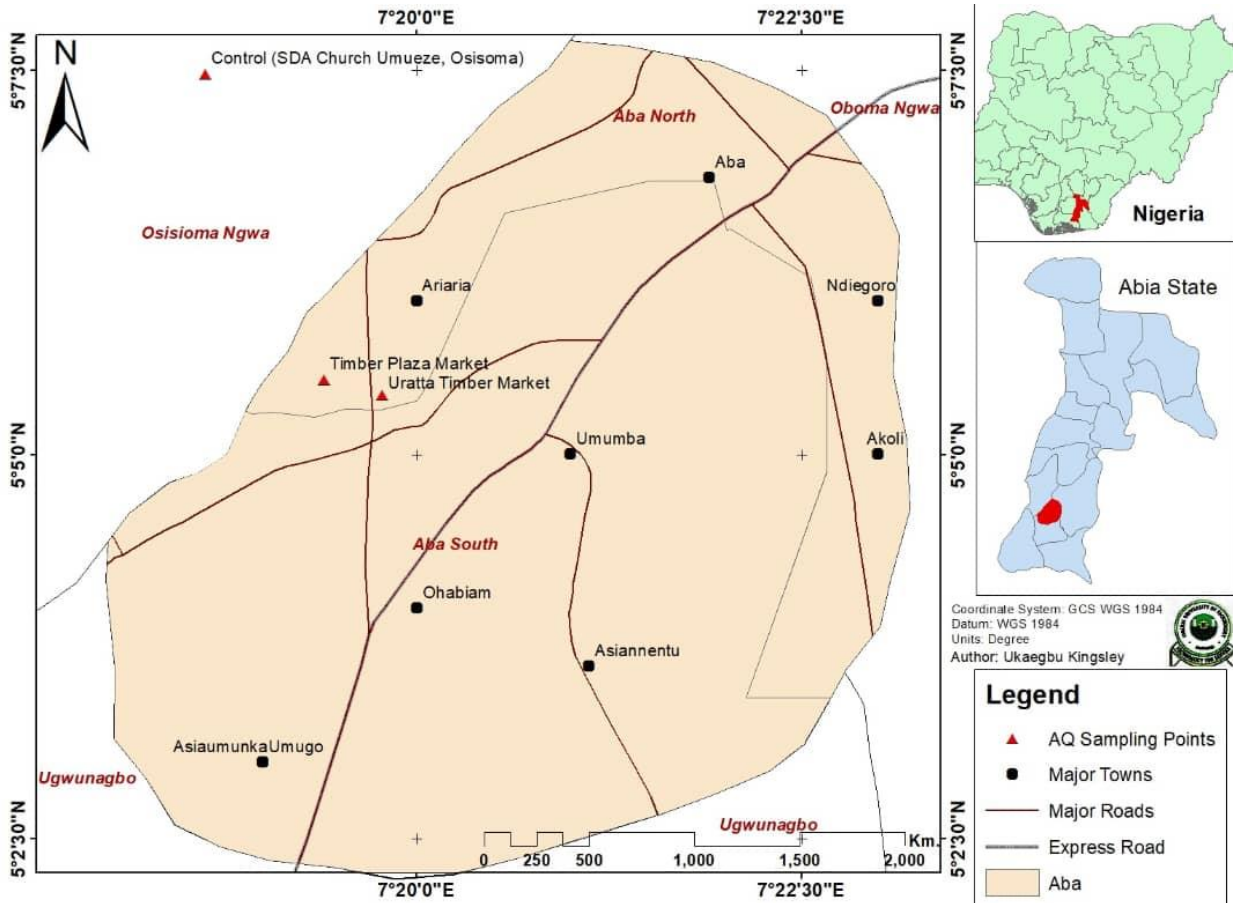 7°20'0"E
7°22'30"E
N
Control (SDA Church Umueze, Osisoma)
5°7'30"N
5°7'30"N
Oboma Ngwa
Aba North
Aba
Nigeria
Osisioma Ngwa
Abia State
Ariaria
Ndiegoro
Timber Plaza Market
Uratta Timber Market
5°5'0"N
Umumba
Akoli
5°5'0"N
Aba South
Ohabiam
Asiannentu
AsiaumunkaUmugo
Ugwunagbo
Ugwunagbo
5°2'30"N
5°2'30"N
Km.
0 250 500 1,000 1,500 2,000
7°20'0"E
7°22'30"E
Coordinate System: GCS WGS 1984
Datum: WGS 1984
Units: Degree
Author: Ukaegbu Kingsley
Legend
AQ Sampling Points
Major Towns
Major Roads
Express Road
Aba